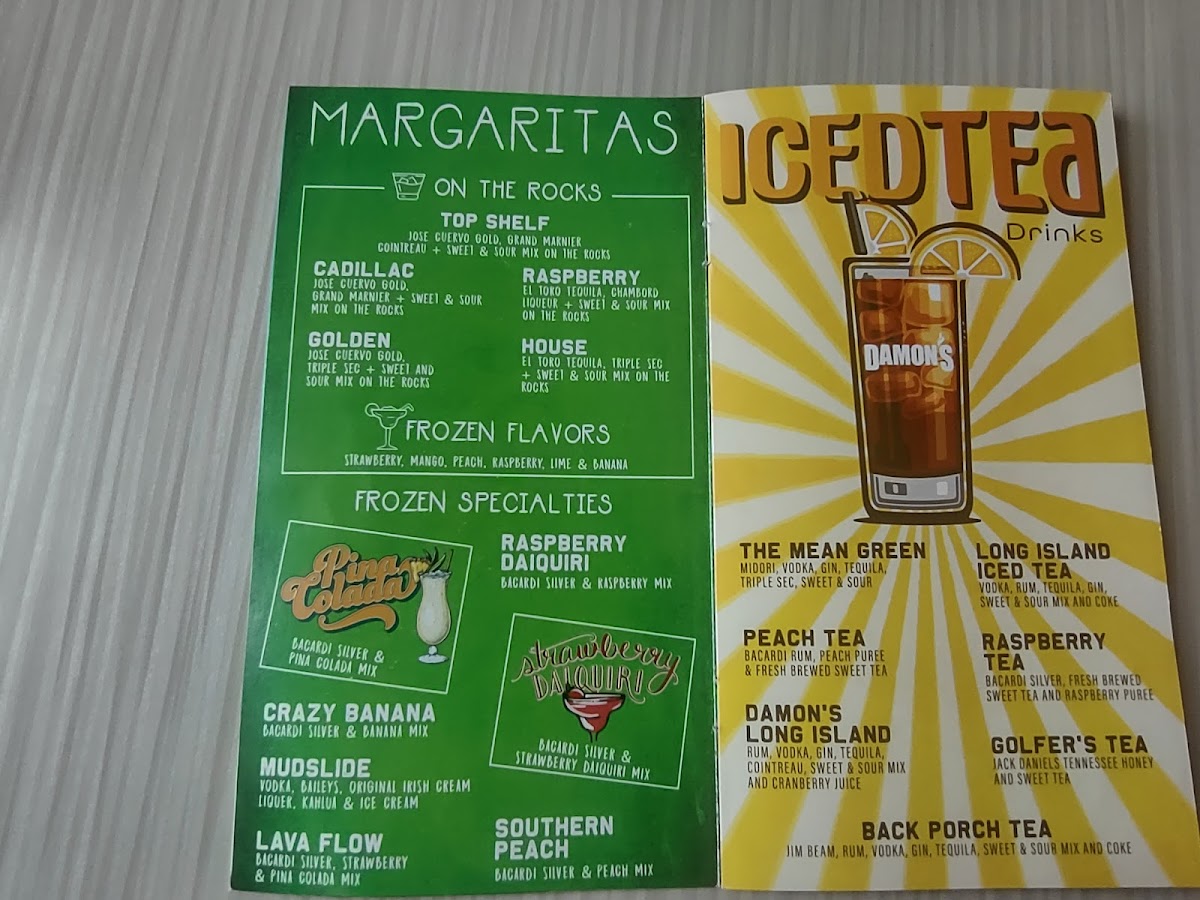 MARGARITAS
ON THE ROCKS
TOP SHELF
JOSE CUERVO GOLD, GRAND MARNIER
COINTREAU + SWEET & SOUR MIX ON THE ROCKS
CADILLAC
JOSE CUERVO GOLD,
GRAND MARNIER + SWEET & SOUR
MIX ON THE ROCKS
RASPBERRY
EL TORO TEQUILA, CHAMBORD
LIQUEUR + SWEET & SOUR MIX
ON THE ROCKS
GOLDEN
JOSE CUERVO GOLD,
TRIPLE SEC + SWEET AND
SOUR MIX ON THE ROCKS
HOUSE
EL TORO TEQUILA, TRIPLE SEC
+ SWEET & SOUR MIX ON THE
ROCKS
FROZEN FLAVORS
STRAWBERRY, MANGO, PEACH, RASPBERRY, LIME & BANANA
FROZEN SPECIALTIES
Pina
Colada
BACARDI SILVER &
PINA COLADA MIX
RASPBERRY
DAIQUIRI
BACARDI SILVER & RASPBERRY MIX
strawberry
DAIQUIRI
BACARDI SILVER &
STRAWBERRY DAIQUIRI MIX
CRAZY BANANA
BACARDI SILVER & BANANA MIX
MUDSLIDE
VODKA, BAILEYS, ORIGINAL IRISH CREAM
LIQUER, KAHLUA & ICE CREAM
LAVA FLOW
BACARDI SILVER, STRAWBERRY
& PINA COLADA MIX
SOUTHERN
PEACH
BACARDI SILVER & PEACH MIX
ICED TEA
Drinks
DAMON'S
THE MEAN GREEN
MIDORI, VODKA, GIN, TEQUILA,
TRIPLE SEC, SWEET & SOUR
LONG ISLAND
ICED TEA
VODKA, RUM, TEQUILA, GIN,
SWEET & SOUR MIX AND COKE
PEACH TEA
BACARDI RUM, PEACH PUREE
& FRESH BREWED SWEET TEA
RASPBERRY
TEA
BACARDI SILVER, FRESH BREWED
SWEET TEA AND RASPBERRY PUREE
DAMON'S
LONG ISLAND
RUM, VODKA, GIN, TEQUILA,
COINTREAU, SWEET & SOUR MIX
AND CRANBERRY JUICE
GOLFER'S TEA
JACK DANIELS TENNESSEE HONEY
AND SWEET TEA
BACK PORCH TEA
JIM BEAM, RUM, VODKA, GIN, TEQUILA, SWEET & SOUR MIX AND COKE